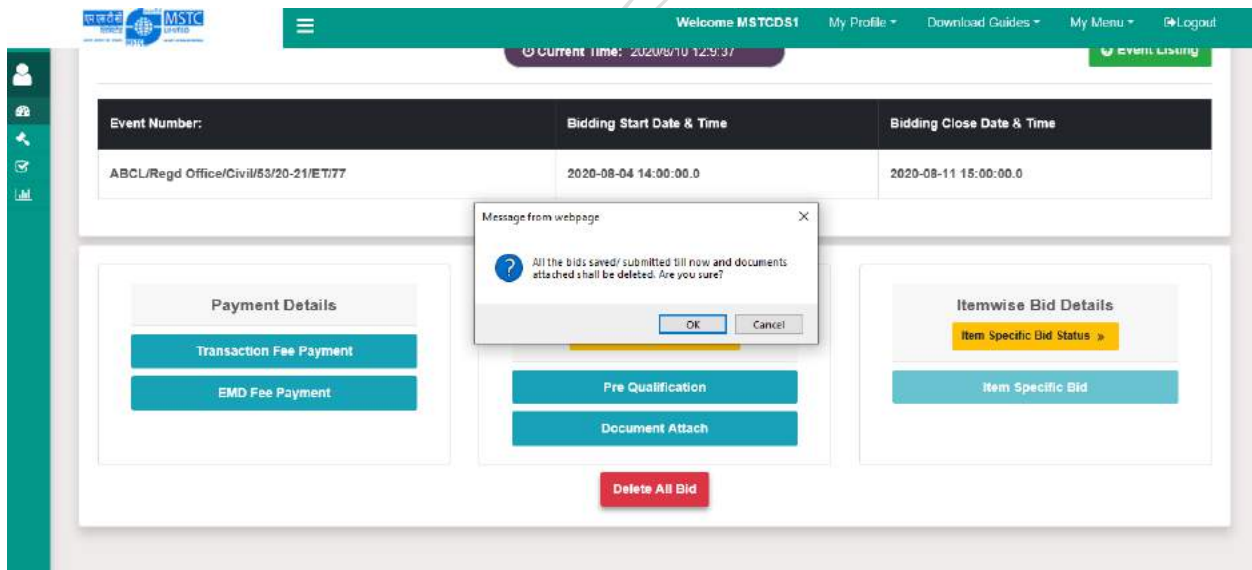 एम एस टी सी
MSTC
लिमिटेड
LIMITED
MSTC
Welcome MSTCDS1
My Profile
Download Guides
My Menu
Logout
Current Time: 2020/8/10 12:9:37
Event Listing
Event Number:
Bidding Start Date & Time
Bidding Close Date & Time
ABCL/Regd Office/Civil/53/20-21/ET/77
2020-08-04 14:00:00.0
2020-08-11 15:00:00.0
Message from webpage
All the bids saved/ submitted till now and documents
attached shall be deleted. Are you sure?
OK
Cancel
Payment Details
Transaction Fee Payment
EMD Fee Payment
Pre Qualification
Document Attach
Itemwise Bid Details
Item Specific Bid Status »
Item Specific Bid
Delete All Bid